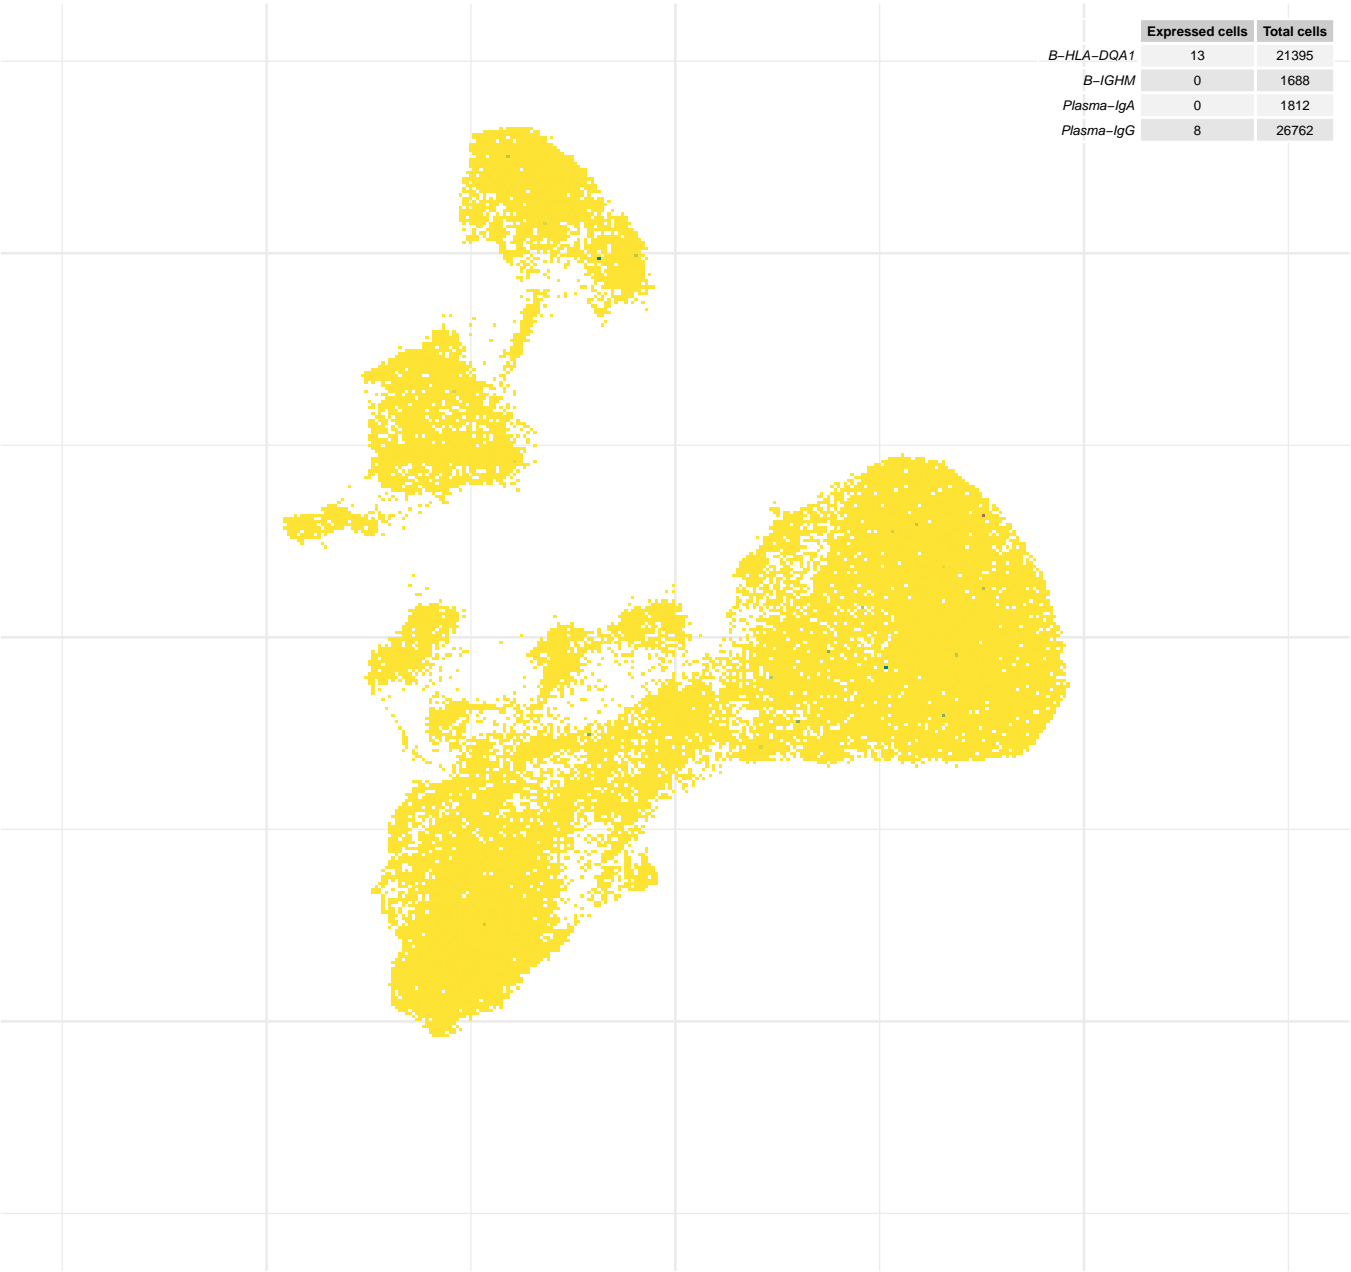 Expressed cells Total cells
B−HLA−DQA1 13 21395
B−IGHM 0 1688
Plasma−IgA 0 1812
Plasma−IgG 8 26762